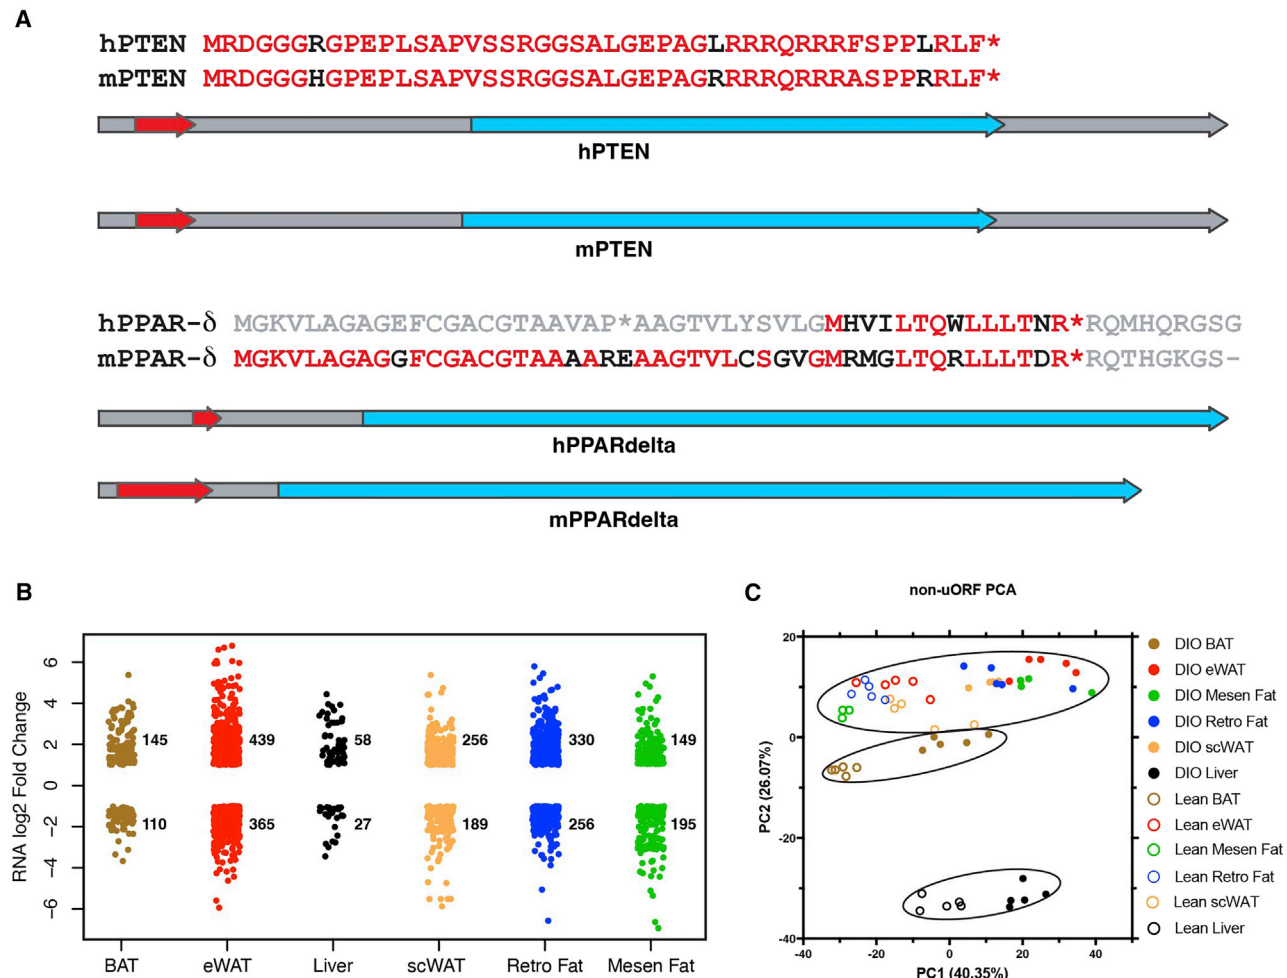 A
hPTEN MRDGGGRGPEPLSAPVSSRGGSALGEPAGLRRRQRRRFSPPLRLF*
mPTEN MRDGGGHGPEPLSAPVSSRGGSALGEPAGRRRRQRRRASPPRRLF*
hPTEN
mPTEN
hPPAR-δ MGKVLAGAGEFCGACGTAAVAP*AAGTVLYSVLGMHVILTQWLLLTNR*RQMHQRGSG
mPPAR-δ MGKVLAGAGGFCGACGTAAAAREAAGTVLCSGVGMRMGLTQRLLLTDR*RQTHGKGS-
hPPARdelta
mPPARdelta
B
RNA log2 Fold Change
6
4
2
0
−2
−4
−6
145
439
58
256
330
149
110
365
27
189
256
195
BAT eWAT Liver scWAT Retro Fat Mesen Fat
C
non-uORF PCA
PC2 (26.07%)
20
0
-20
-40
-40 -20 0 20 40
PC1 (40.35%)
DIO BAT
DIO eWAT
DIO Mesen Fat
DIO Retro Fat
DIO scWAT
DIO Liver
Lean BAT
Lean eWAT
Lean Mesen Fat
Lean Retro Fat
Lean scWAT
Lean Liver